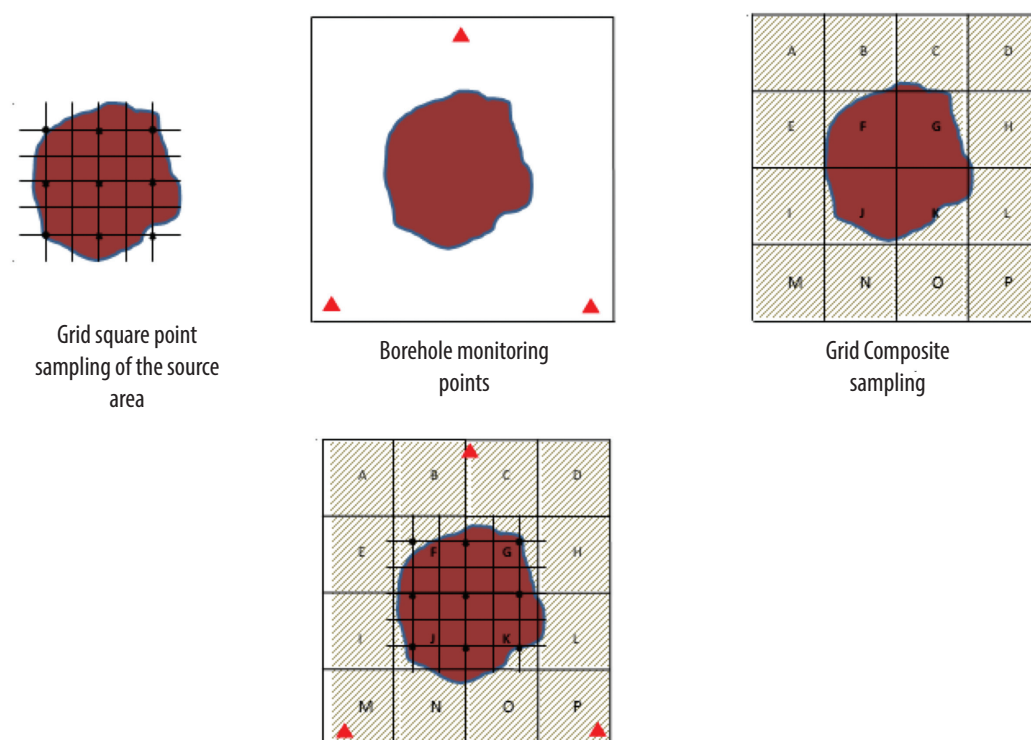 A B C D
E F G H
I J K L
M N O P
Grid square point
sampling of the source
area
Borehole monitoring
points
Grid Composite
sampling
A B C D
E F G H
I J K L
M N O P